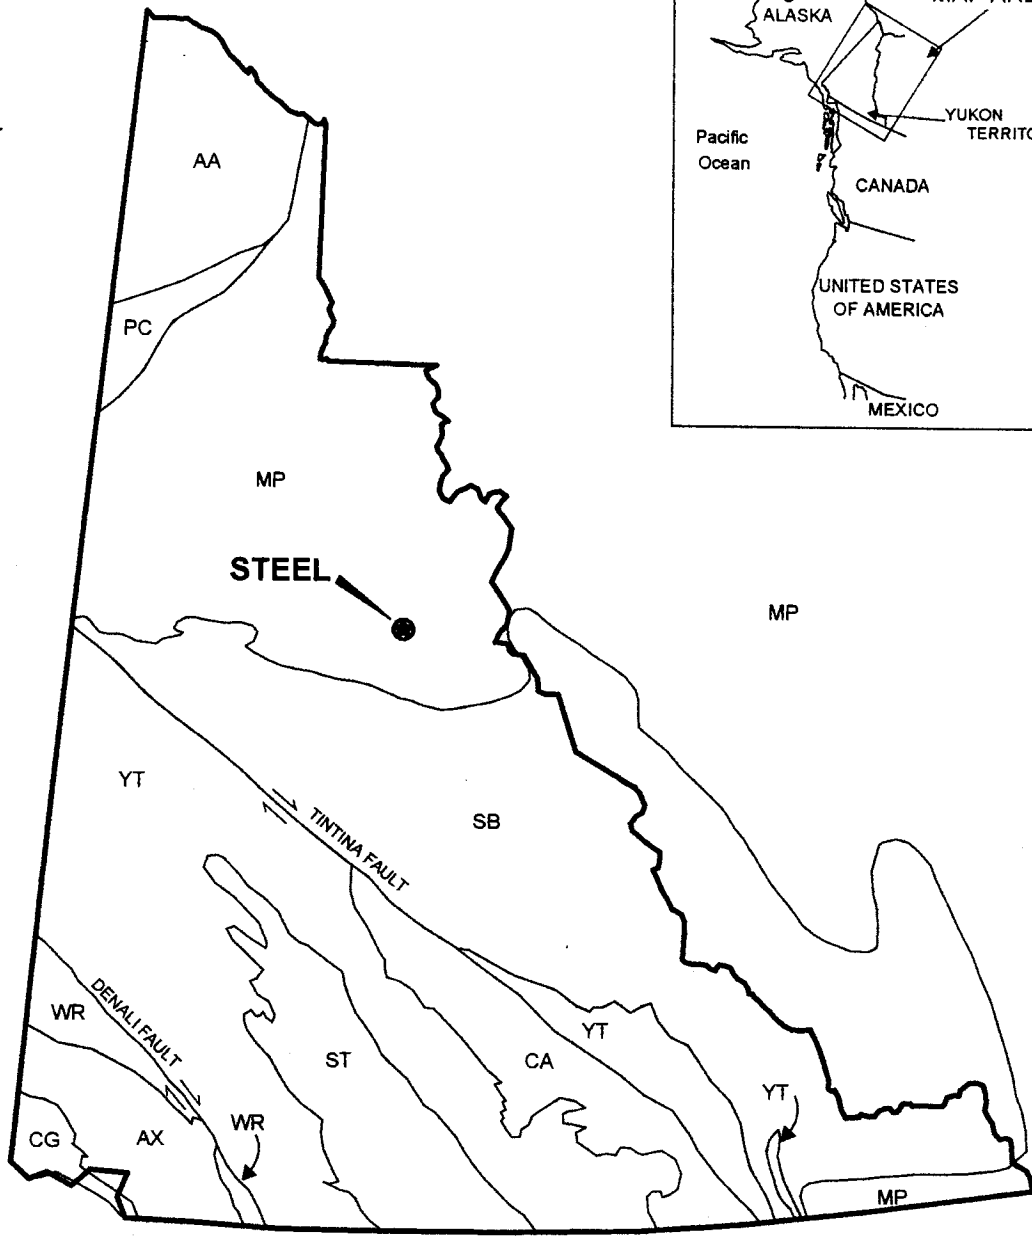 ALASKA
YUKON
TERRITO
Pacific
Ocean
CANADA
UNITED STATES
OF AMERICA
MEXICO
AA
PC
MP
STEEL
MP
YT
TINTINA FAULT
SB
DENALI FAULT
WR
ST
CA
YT
YT
WR
CG
AX
MP